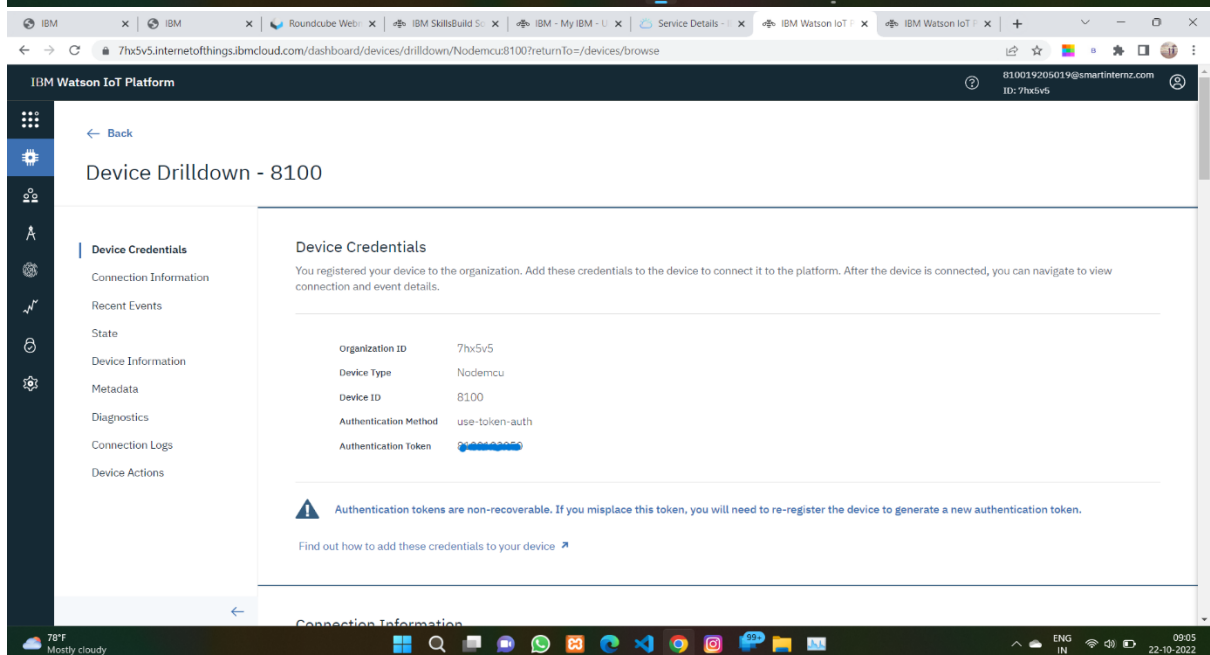 IBM
IBM
Roundcube Webm
IBM SkillsBuild So
IBM - My IBM - U
Service Details - I
IBM Watson IoT P
IBM Watson IoT P
7hx5v5.internetofthings.ibmcloud.com/dashboard/devices/drilldown/Nodemcu:8100?returnTo=/devices/browse
IBM Watson IoT Platform
810019205019@smartinternz.com
ID: 7hx5v5
Back
Device Drilldown - 8100
Device Credentials
Connection Information
Recent Events
State
Device Information
Metadata
Diagnostics
Connection Logs
Device Actions
Device Credentials
You registered your device to the organization. Add these credentials to the device to connect it to the platform. After the device is connected, you can navigate to view
connection and event details.
Organization ID 7hx5v5
Device Type Nodemcu
Device ID 8100
Authentication Method use-token-auth
Authentication Token
Authentication tokens are non-recoverable. If you misplace this token, you will need to re-register the device to generate a new authentication token.
Find out how to add these credentials to your device
Connection Information
78°F
Mostly cloudy
99+
ENG
IN
09:05
22-10-2022